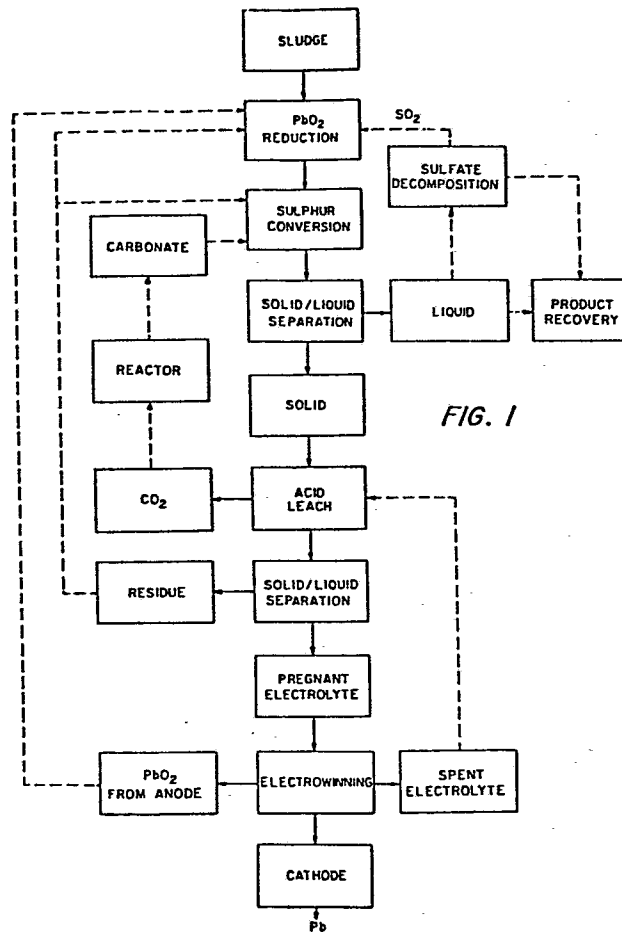 SLUDGE
PbO2
REDUCTION
SO2
SULFATE
DECOMPOSITION
SULPHUR
CONVERSION
CARBONATE
SOLID/LIQUID
SEPARATION
LIQUID
PRODUCT
RECOVERY
REACTOR
SOLID
FIG. 1
CO2
ACID
LEACH
RESIDUE
SOLID/LIQUID
SEPARATION
PREGNANT
ELECTROLYTE
PbO2
FROM ANODE
ELECTROWINNING
SPENT
ELECTROLYTE
CATHODE
Pb